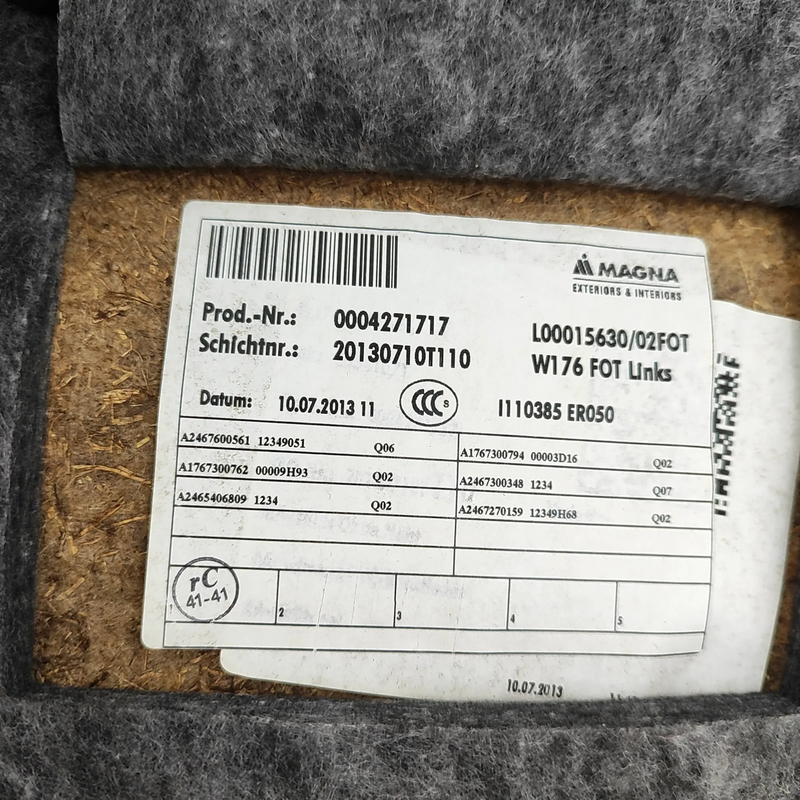 MAGNA
EXTERIORS & INTERIORS
Prod.-Nr.: 0004271717 L00015630/02FOT
Schichtnr.: 20130710T110 W176 FOT Links
Datum: 10.07.2013 11 CCC S I110385 ER050
A2467600561 12349051 Q06 A1767300794 00003D16 Q02
A1767300762 00009H93 Q02 A2467300348 1234 Q07
A2465406809 1234 Q02 A2467270159 12349H68 Q02
rC
41-41
1 2 3 4 5
10.07.2013